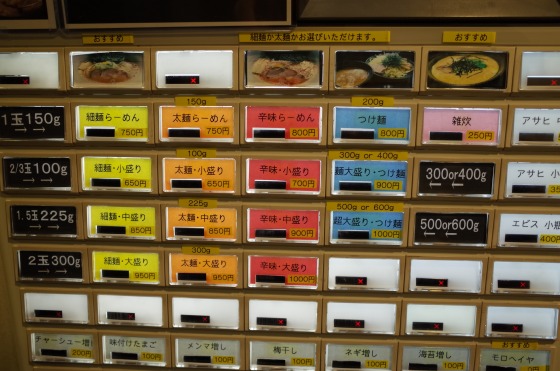 おすすめ
細麺か太麺かお選びいただけます。
おすすめ
150g
200g
1玉150g
→ →
細麺らーめん
750円
太麺らーめん
750円
辛味らーめん
800円
つけ麺
800円
雑炊
250円
アサヒ 中
100g
300g or 400g
2/3玉100g
→ →
細麺・小盛り
650円
太麺・小盛り
650円
辛味・小盛り
700円
麺大盛り・つけ麺
900円
300or400g
← ←
アサヒ 小
225g
500g or 600g
1.5玉225g
→ →
細麺・中盛り
850円
太麺・中盛り
850円
辛味・中盛り
900円
超大盛り・つけ麺
1000円
500or600g
← ←
エビス 小瓶
400円
300g
2玉300g
→ →
細麺・大盛り
950円
太麺・大盛り
950円
辛味・大盛り
1000円
おすすめ
チャーシュー増し
200円
味付けたまご
100円
メンマ増し
100円
梅干し
100円
ネギ増し
100円
海苔増し
100円
モロヘイヤ